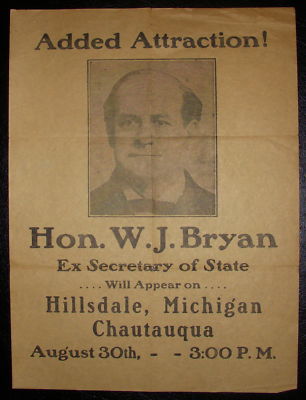 Added Attraction!
Hon. W. J. Bryan
Ex Secretary of State
.... Will Appear on ....
Hillsdale, Michigan
Chautauqua
August 30th, - - 3:00 P. M.